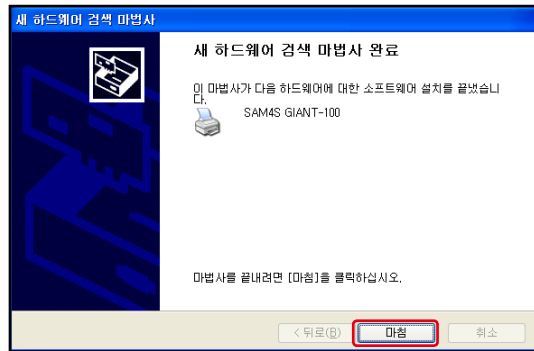 새 하드웨어 검색 마법사
새 하드웨어 검색 마법사 완료
이 마법사가 다음 하드웨어에 대한 소프트웨어 설치를 끝냈습니
다.
SAM4S GIANT-100
마법사를 끝내려면 [마침]을 클릭하십시오.
< 뒤로(B)
마침
취소